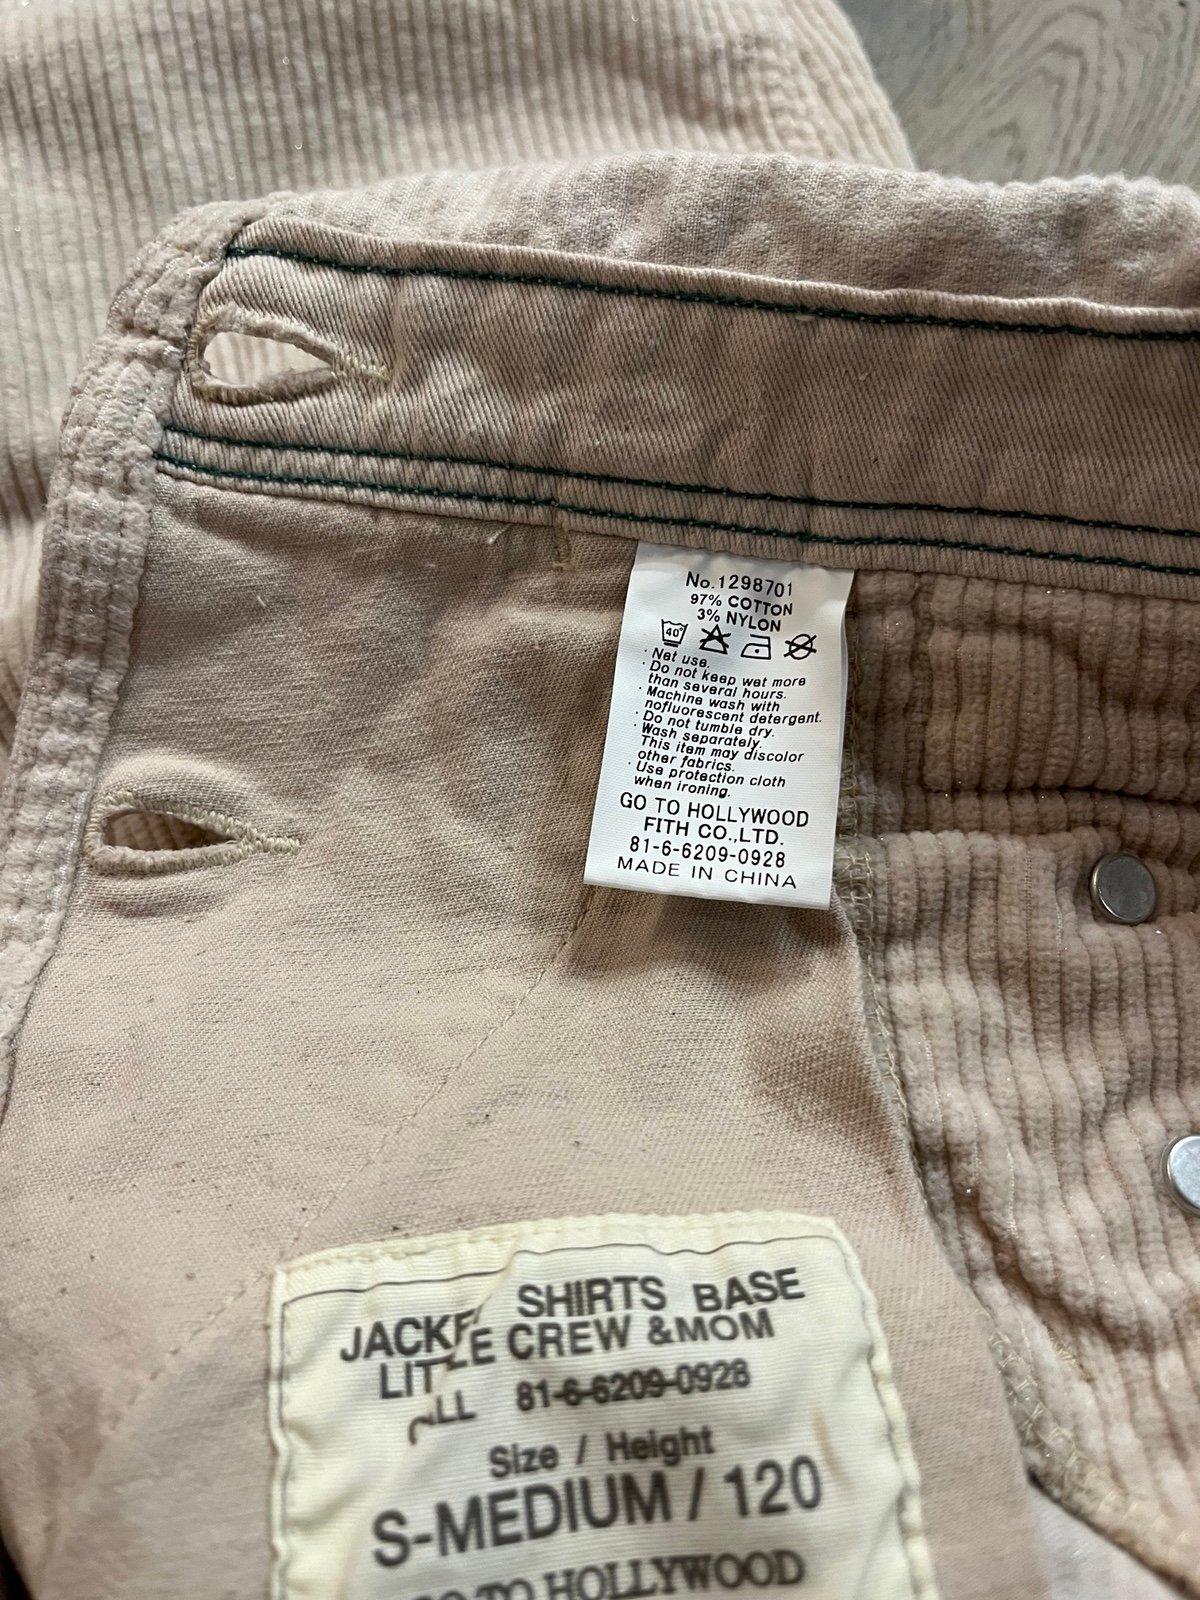 No.1298701
97% COTTON
3% NYLON
40°
· Net use.
· Do not keep wet more
than several hours.
· Machine wash with
nofluorescent detergent.
· Do not tumble dry.
· Wash separately.
This item may discolor
other fabrics.
· Use protection cloth
when ironing.
GO TO HOLLYWOOD
FITH CO.,LTD.
81-6-6209-0928
MADE IN CHINA
SHIRTS BASE
CREW &MOM
81-6-6209-0928
Size / Height
S-MEDIUM / 120
TO HOLLYWOOD